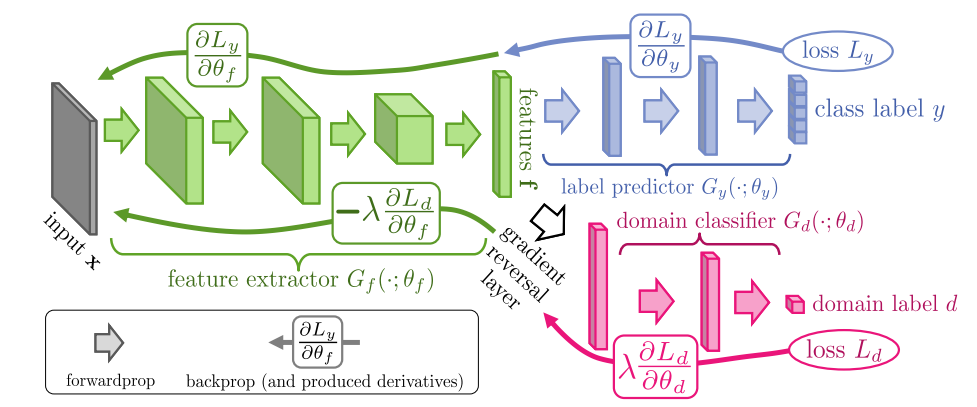 ∂L_y/∂θ_f
∂L_y/∂θ_y
loss L_y
class label y
features f
label predictor G_y(·; θ_y)
input x
−λ ∂L_d/∂θ_f
feature extractor G_f(·; θ_f)
gradient
reversal
layer
domain classifier G_d(·; θ_d)
domain label d
loss L_d
λ ∂L_d/∂θ_d
∂L_y/∂θ_f
forwardprop
backprop (and produced derivatives)